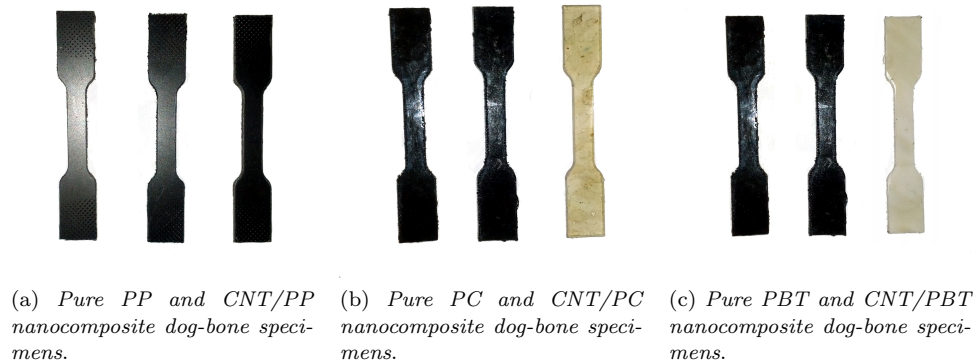 (a) Pure PP and CNT/PP
nanocomposite dog-bone speci-
mens.
(b) Pure PC and CNT/PC
nanocomposite dog-bone speci-
mens.
(c) Pure PBT and CNT/PBT
nanocomposite dog-bone speci-
mens.